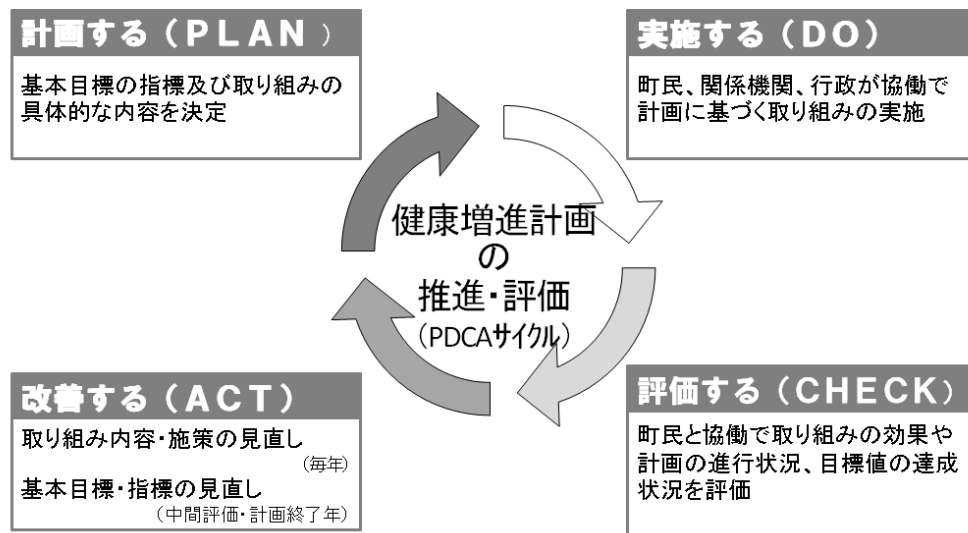 計画する(PLAN)
基本目標の指標及び取り組みの
具体的な内容を決定
実施する(DO)
町民、関係機関、行政が協働で
計画に基づく取り組みの実施
健康増進計画
の
推進・評価
(PDCAサイクル)
改善する(ACT)
取り組み内容・施策の見直し
(毎年)
基本目標・指標の見直し
(中間評価・計画終了年)
評価する(CHECK)
町民と協働で取り組みの効果や
計画の進行状況、目標値の達成
状況を評価